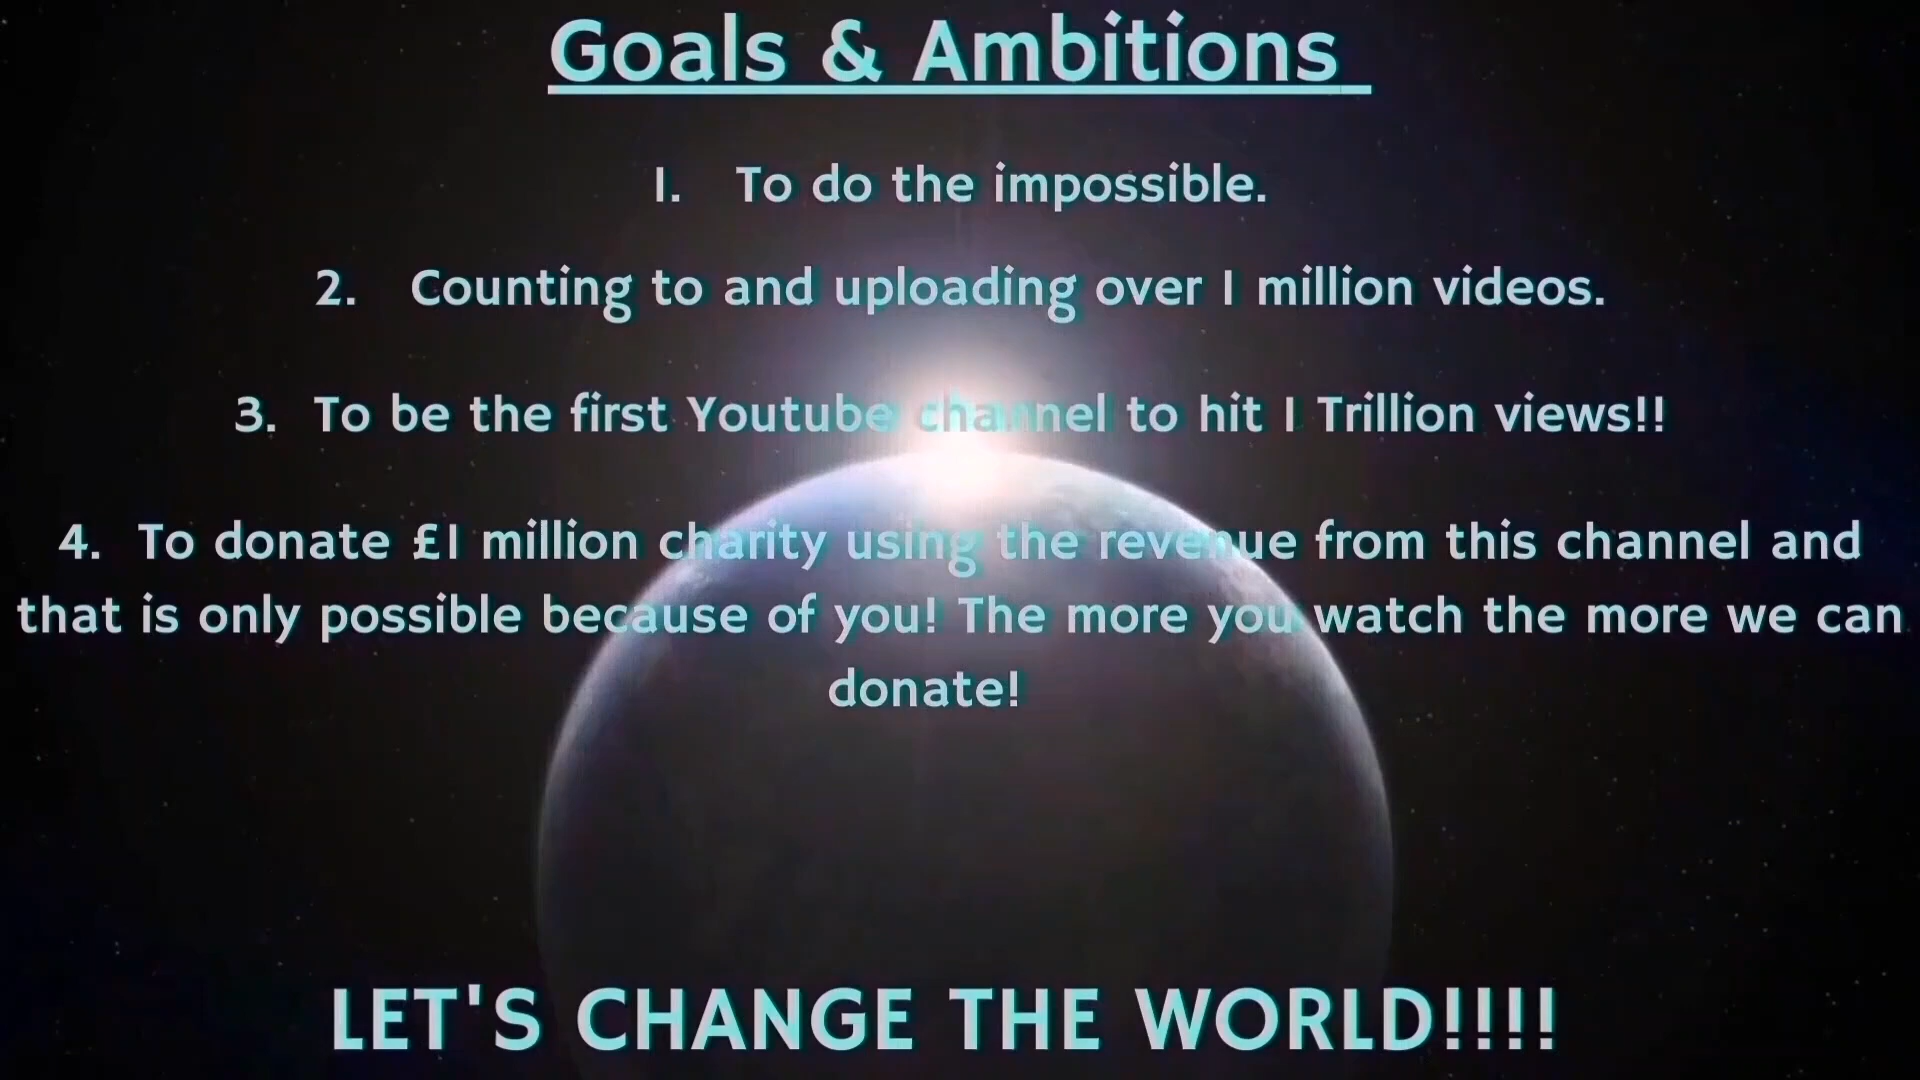 Goals & Ambitions
1. To do the impossible.
2. Counting to and uploading over 1 million videos.
3. To be the first Youtube channel to hit 1 Trillion views!!
4. To donate £1 million charity using the revenue from this channel and
that is only possible because of you! The more you watch the more we can
donate!
LET'S CHANGE THE WORLD!!!!